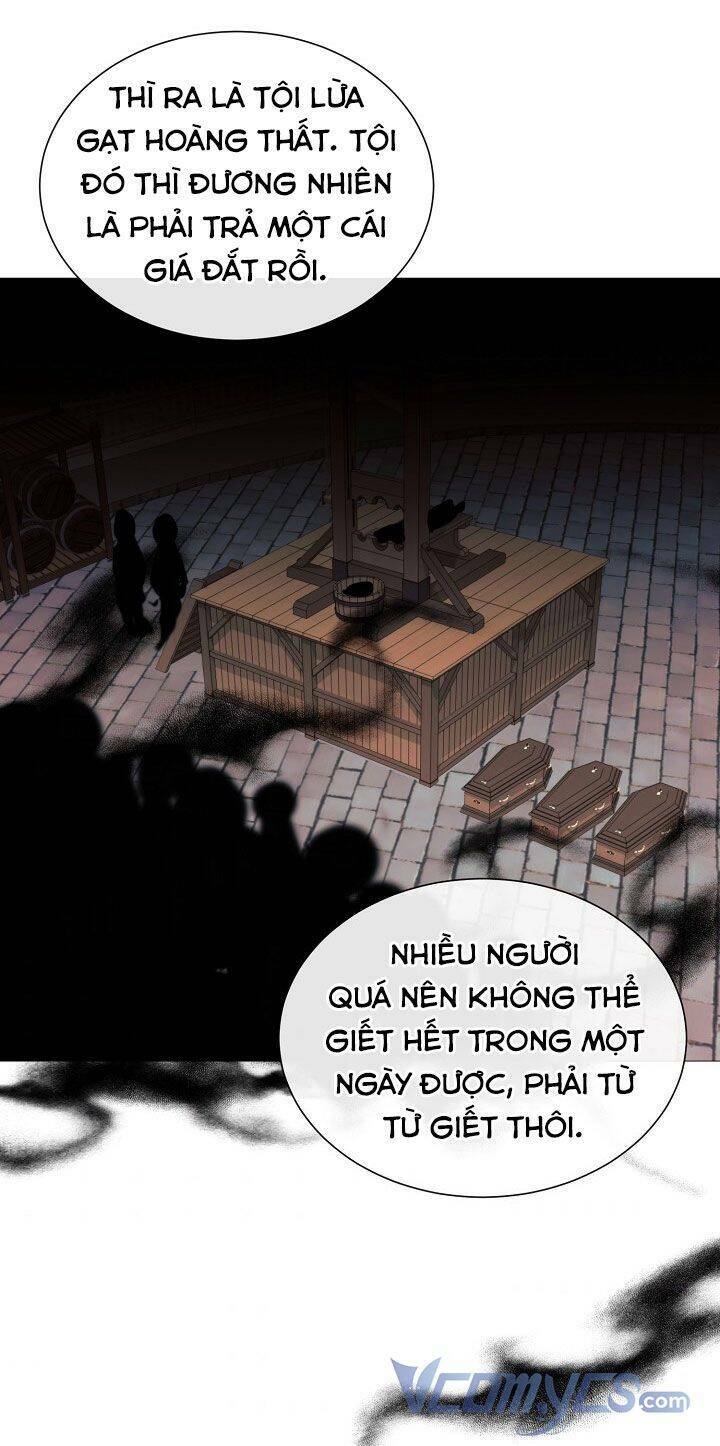 THÌ RA LÀ TỘI LỪA
GẠT HOÀNG THẤT. TỘI
ĐÓ THÌ ĐƯƠNG NHIÊN
LÀ PHẢI TRẢ MỘT CÁI
GIÁ ĐẮT RỒI.
NHIỀU NGƯỜI
QUÁ NÊN KHÔNG THỂ
GIẾT HẾT TRONG MỘT
NGÀY ĐƯỢC, PHẢI TỪ
TỪ GIẾT THÔI.
VCOMYCS.com